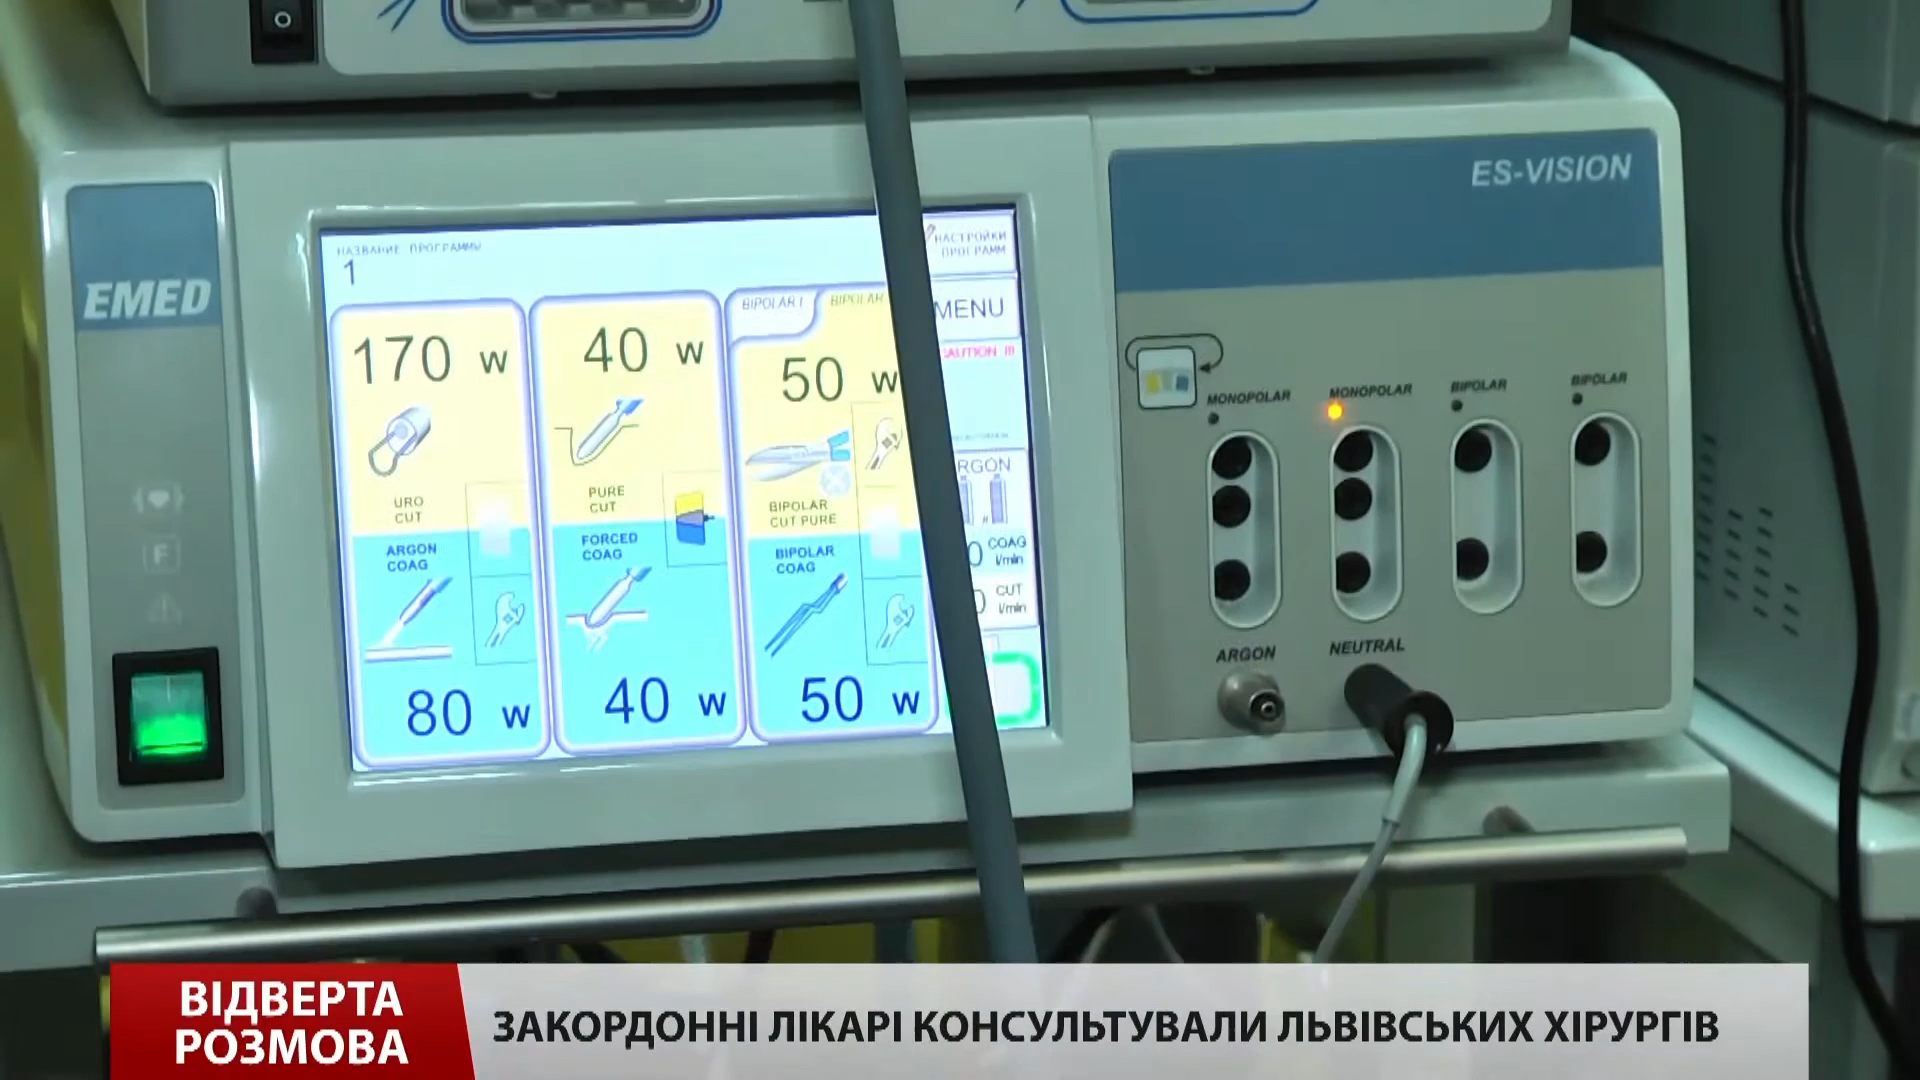 ES-VISION
EMED
НАЗВАНИЕ ПРОГРАММЫ
1
НАСТРОЙКИ
ПРОГРАММ
MENU
BIPOLAR I
BIPOLAR
170 W
40 W
50 W
URO
CUT
PURE
CUT
BIPOLAR
CUT PURE
ARGON
COAG
FORCED
COAG
BIPOLAR
COAG
80 W
40 W
50 W
COAG
l/min
CUT
l/min
MONOPOLAR
MONOPOLAR
BIPOLAR
BIPOLAR
ARGON
NEUTRAL
F
ВІДВЕРТА
РОЗМОВА
ЗАКОРДОННІ ЛІКАРІ КОНСУЛЬТУВАЛИ ЛЬВІВСЬКИХ ХІРУРГІВ